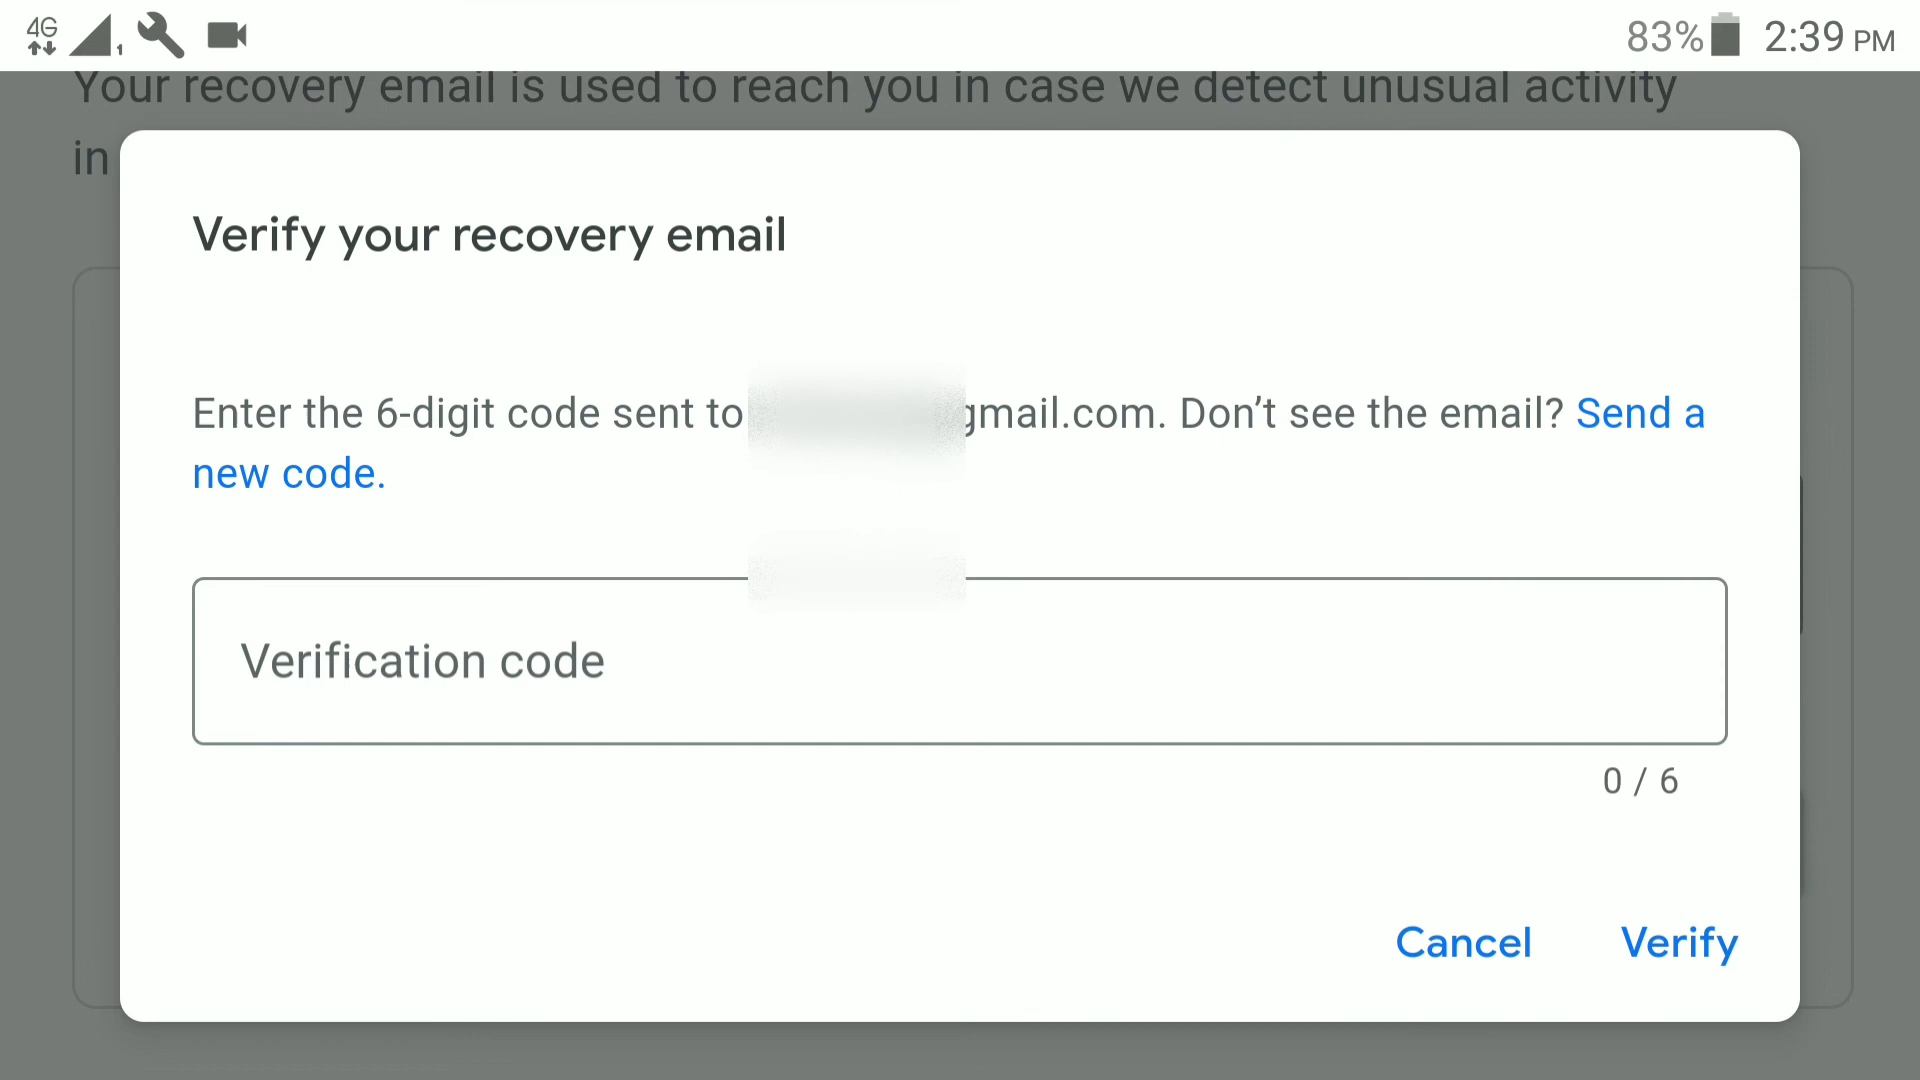 4G 1 83% 2:39 PM
Your recovery email is used to reach you in case we detect unusual activity
in
Verify your recovery email
Enter the 6-digit code sent to gmail.com. Don’t see the email? Send a
new code.
Verification code
0 / 6
Cancel Verify